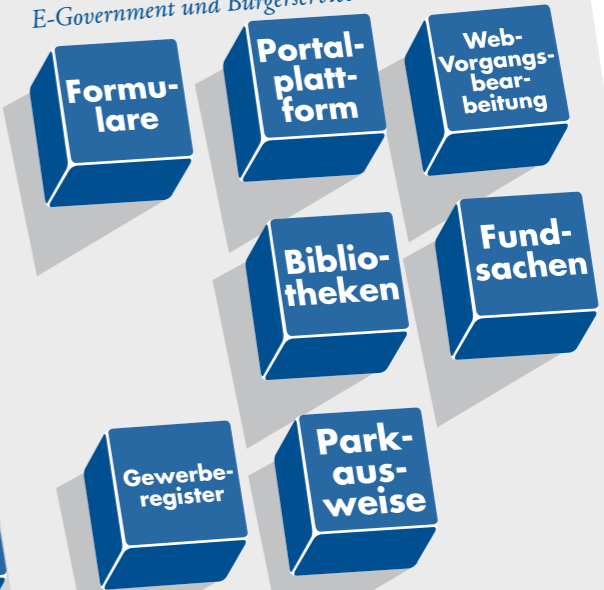 E-Government und Bürgerservice
Formu-
lare
Portal-
platt-
form
Web-
Vorgangs-
bear-
beitung
Biblio-
theken
Fund-
sachen
Gewerbe-
register
Park-
aus-
weise